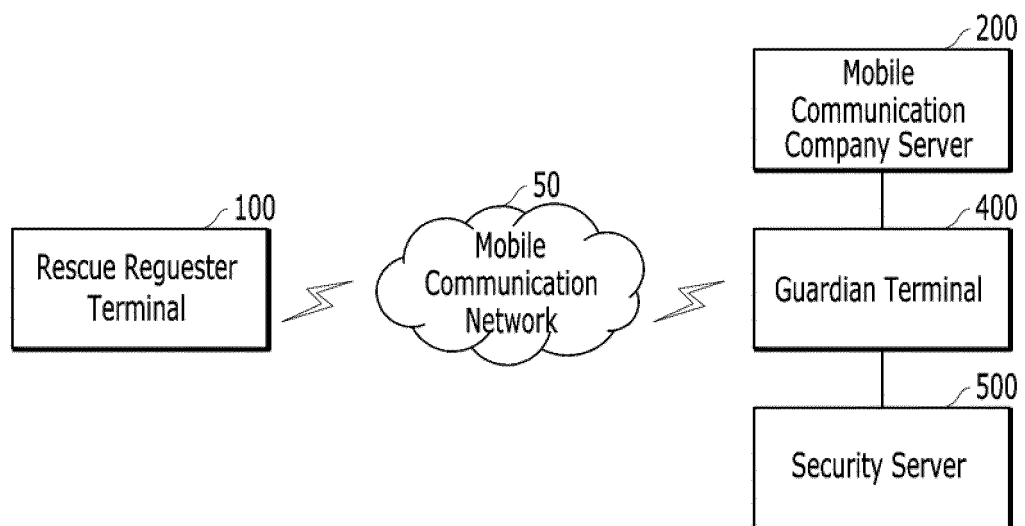 200
Mobile
Communication
Company Server
100
Rescue Reguester
Terminal
50
Mobile
Communication
Network
400
Guardian Terminal
500
Security Server